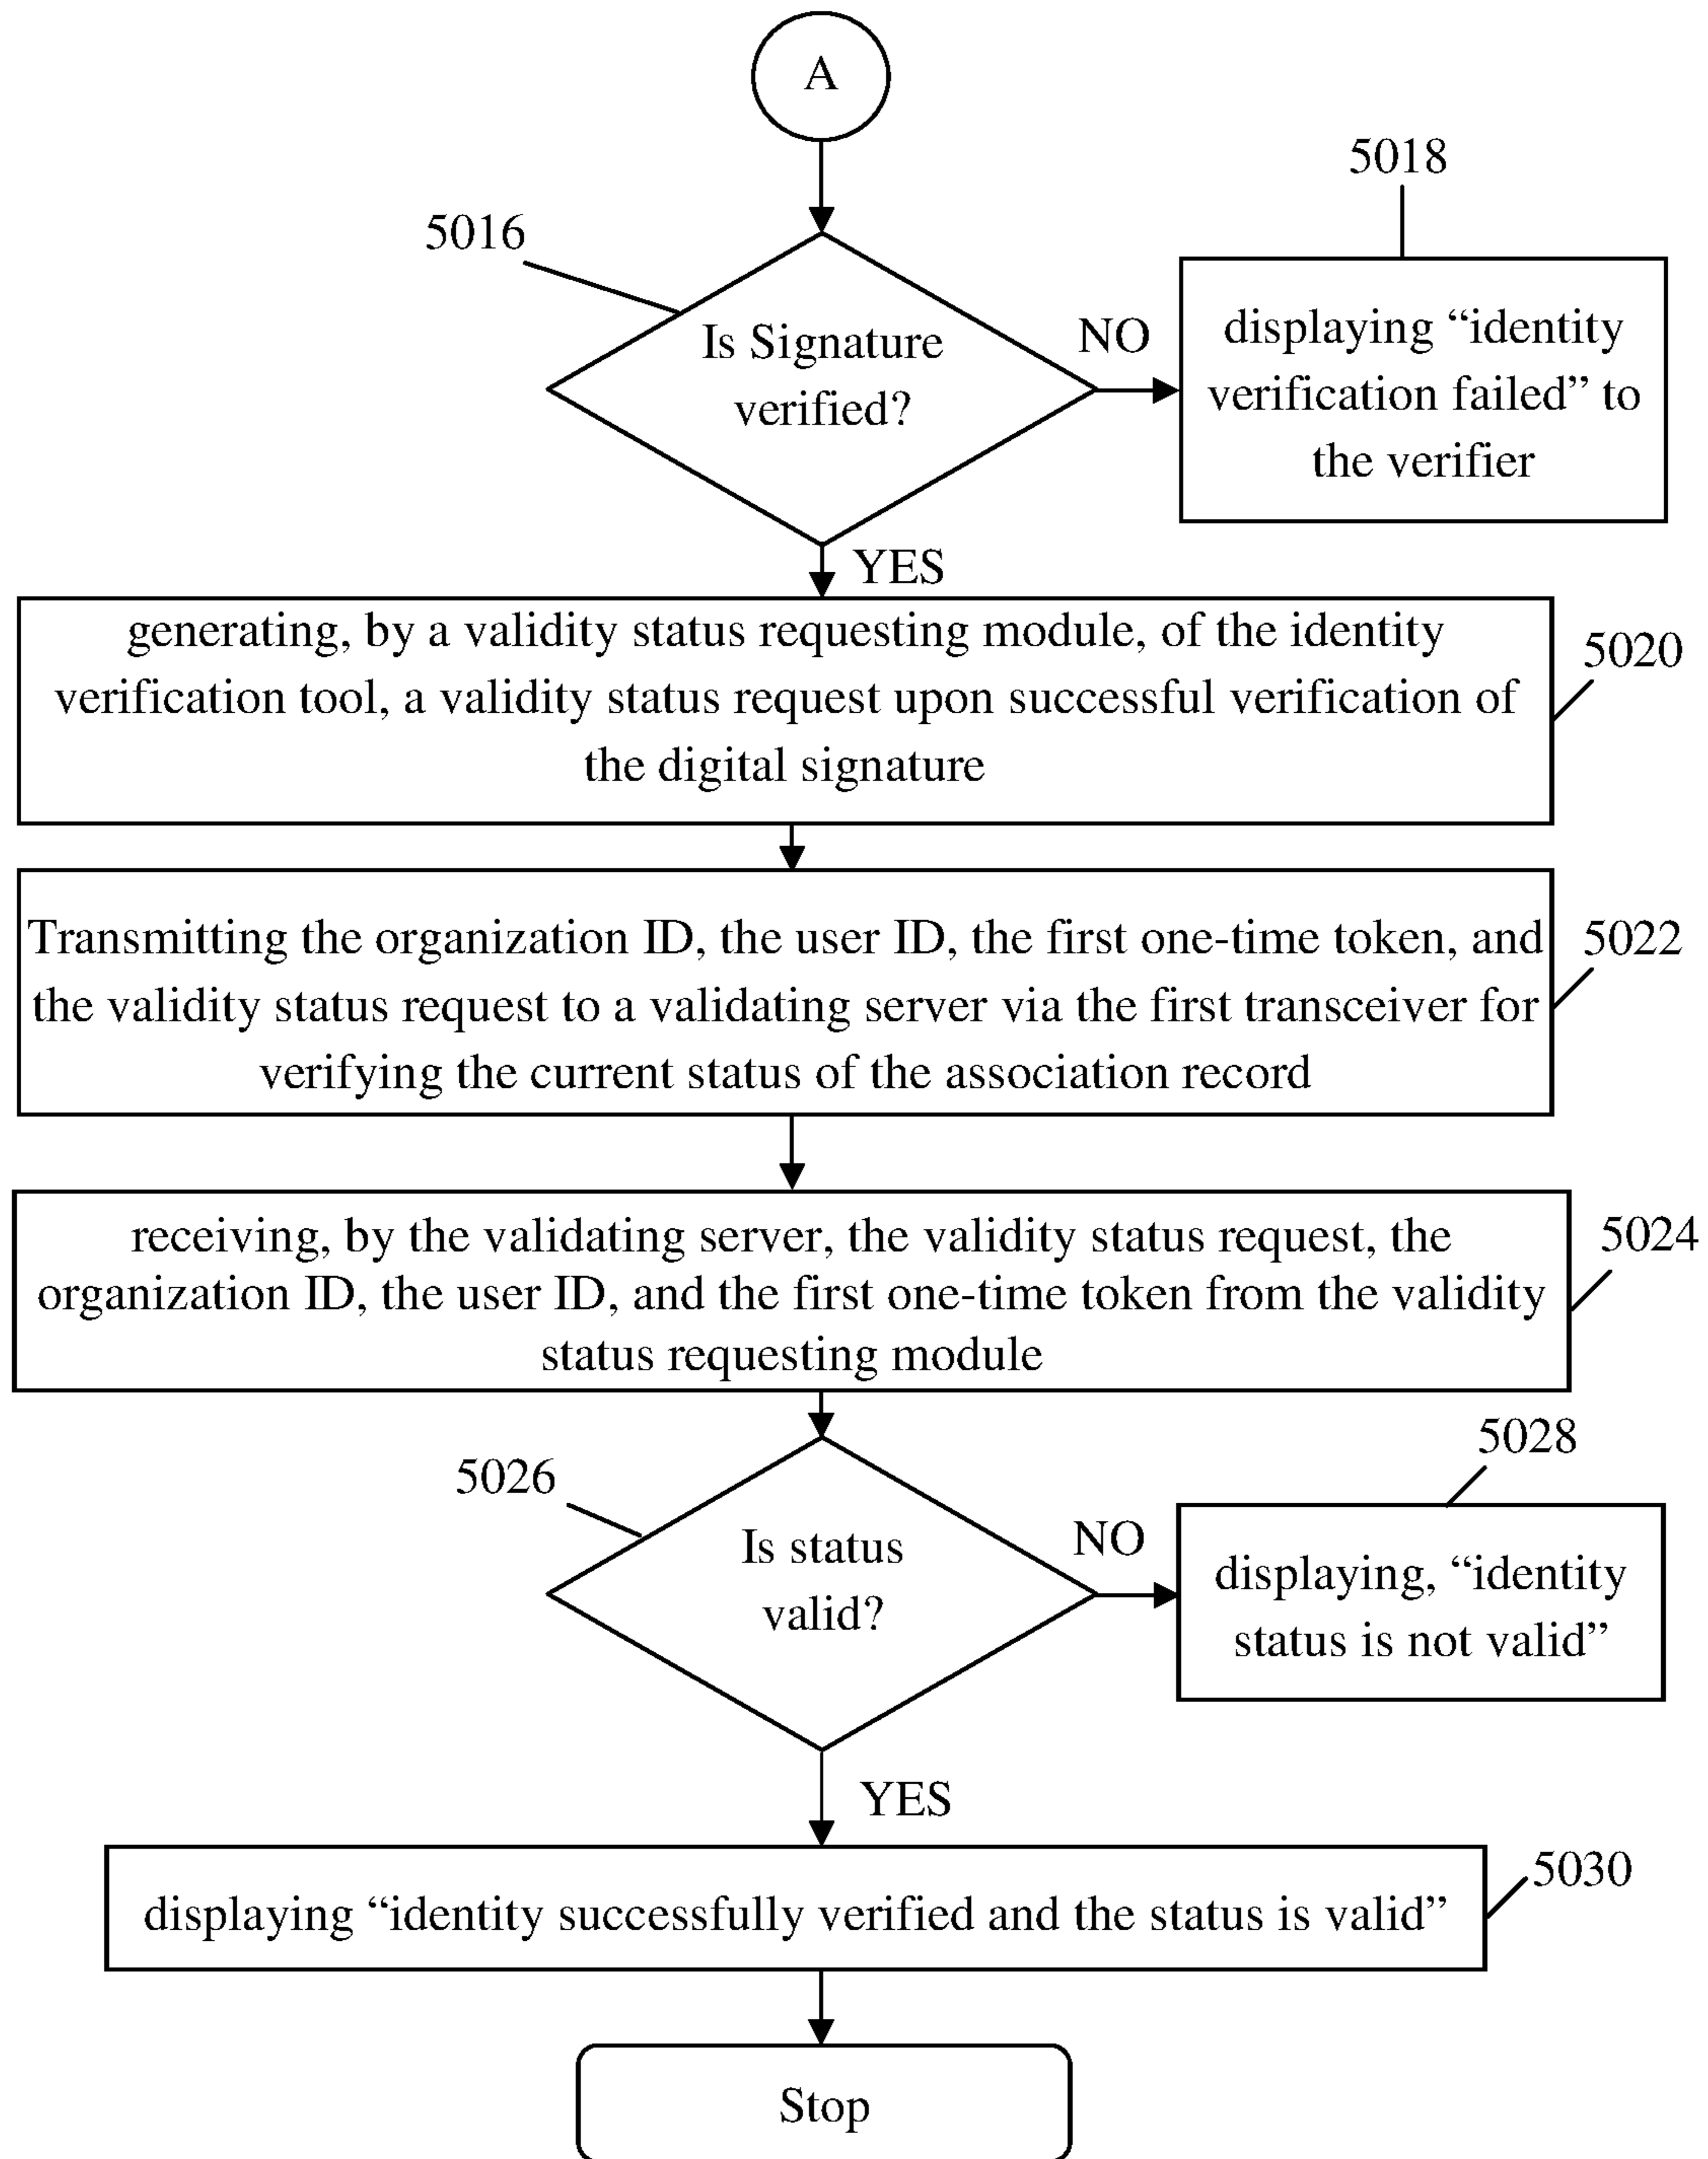 A
5018
5016
Is Signature
verified?
NO
displaying “identity
verification failed” to
the verifier
YES
generating, by a validity status requesting module, of the identity
verification tool, a validity status request upon successful verification of
the digital signature
5020
Transmitting the organization ID, the user ID, the first one-time token, and
the validity status request to a validating server via the first transceiver for
verifying the current status of the association record
5022
receiving, by the validating server, the validity status request, the
organization ID, the user ID, and the first one-time token from the validity
status requesting module
5024
5026
5028
Is status
valid?
NO
displaying, “identity
status is not valid”
YES
displaying “identity successfully verified and the status is valid”
5030
Stop